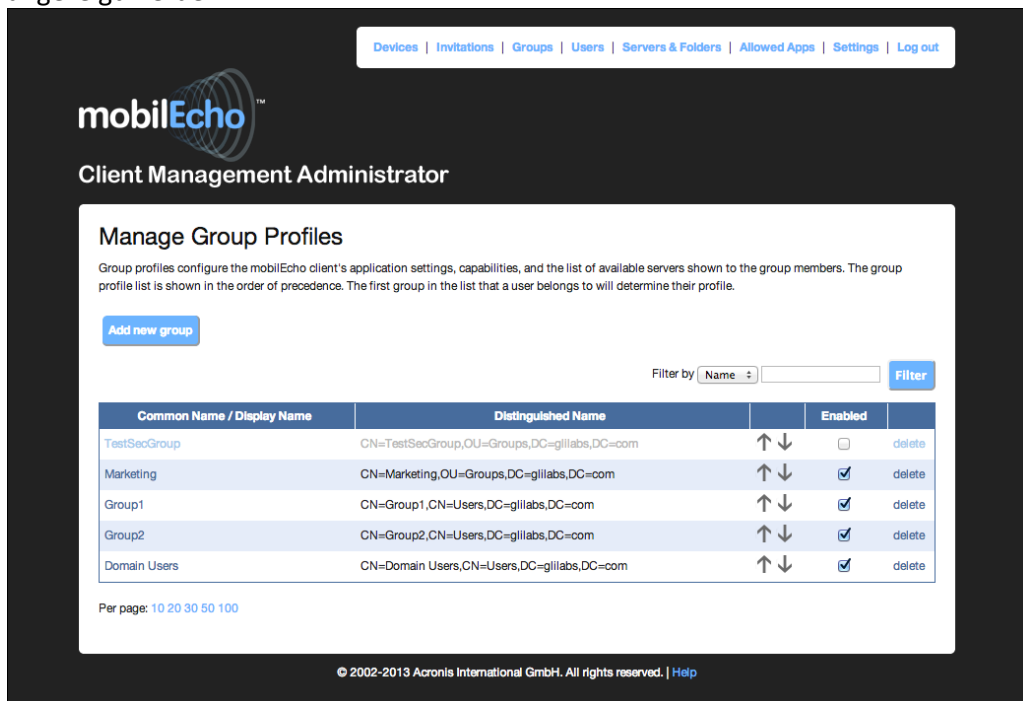 Devices | Invitations | Groups | Users | Servers & Folders | Allowed Apps | Settings | Log out
mobilEcho™
Client Management Administrator
Manage Group Profiles
Group profiles configure the mobilEcho client's application settings, capabilities, and the list of available servers shown to the group members. The group
profile list is shown in the order of precedence. The first group in the list that a user belongs to will determine their profile.
Add new group
Filter by Name Filter
Common Name / Display Name Distinguished Name Enabled
TestSecGroup CN=TestSecGroup,OU=Groups,DC=glilabs,DC=com delete
Marketing CN=Marketing,OU=Groups,DC=glilabs,DC=com delete
Group1 CN=Group1,CN=Users,DC=glilabs,DC=com delete
Group2 CN=Group2,CN=Users,DC=glilabs,DC=com delete
Domain Users CN=Domain Users,CN=Users,DC=glilabs,DC=com delete
Per page: 10 20 30 50 100
© 2002-2013 Acronis International GmbH. All rights reserved. | Help